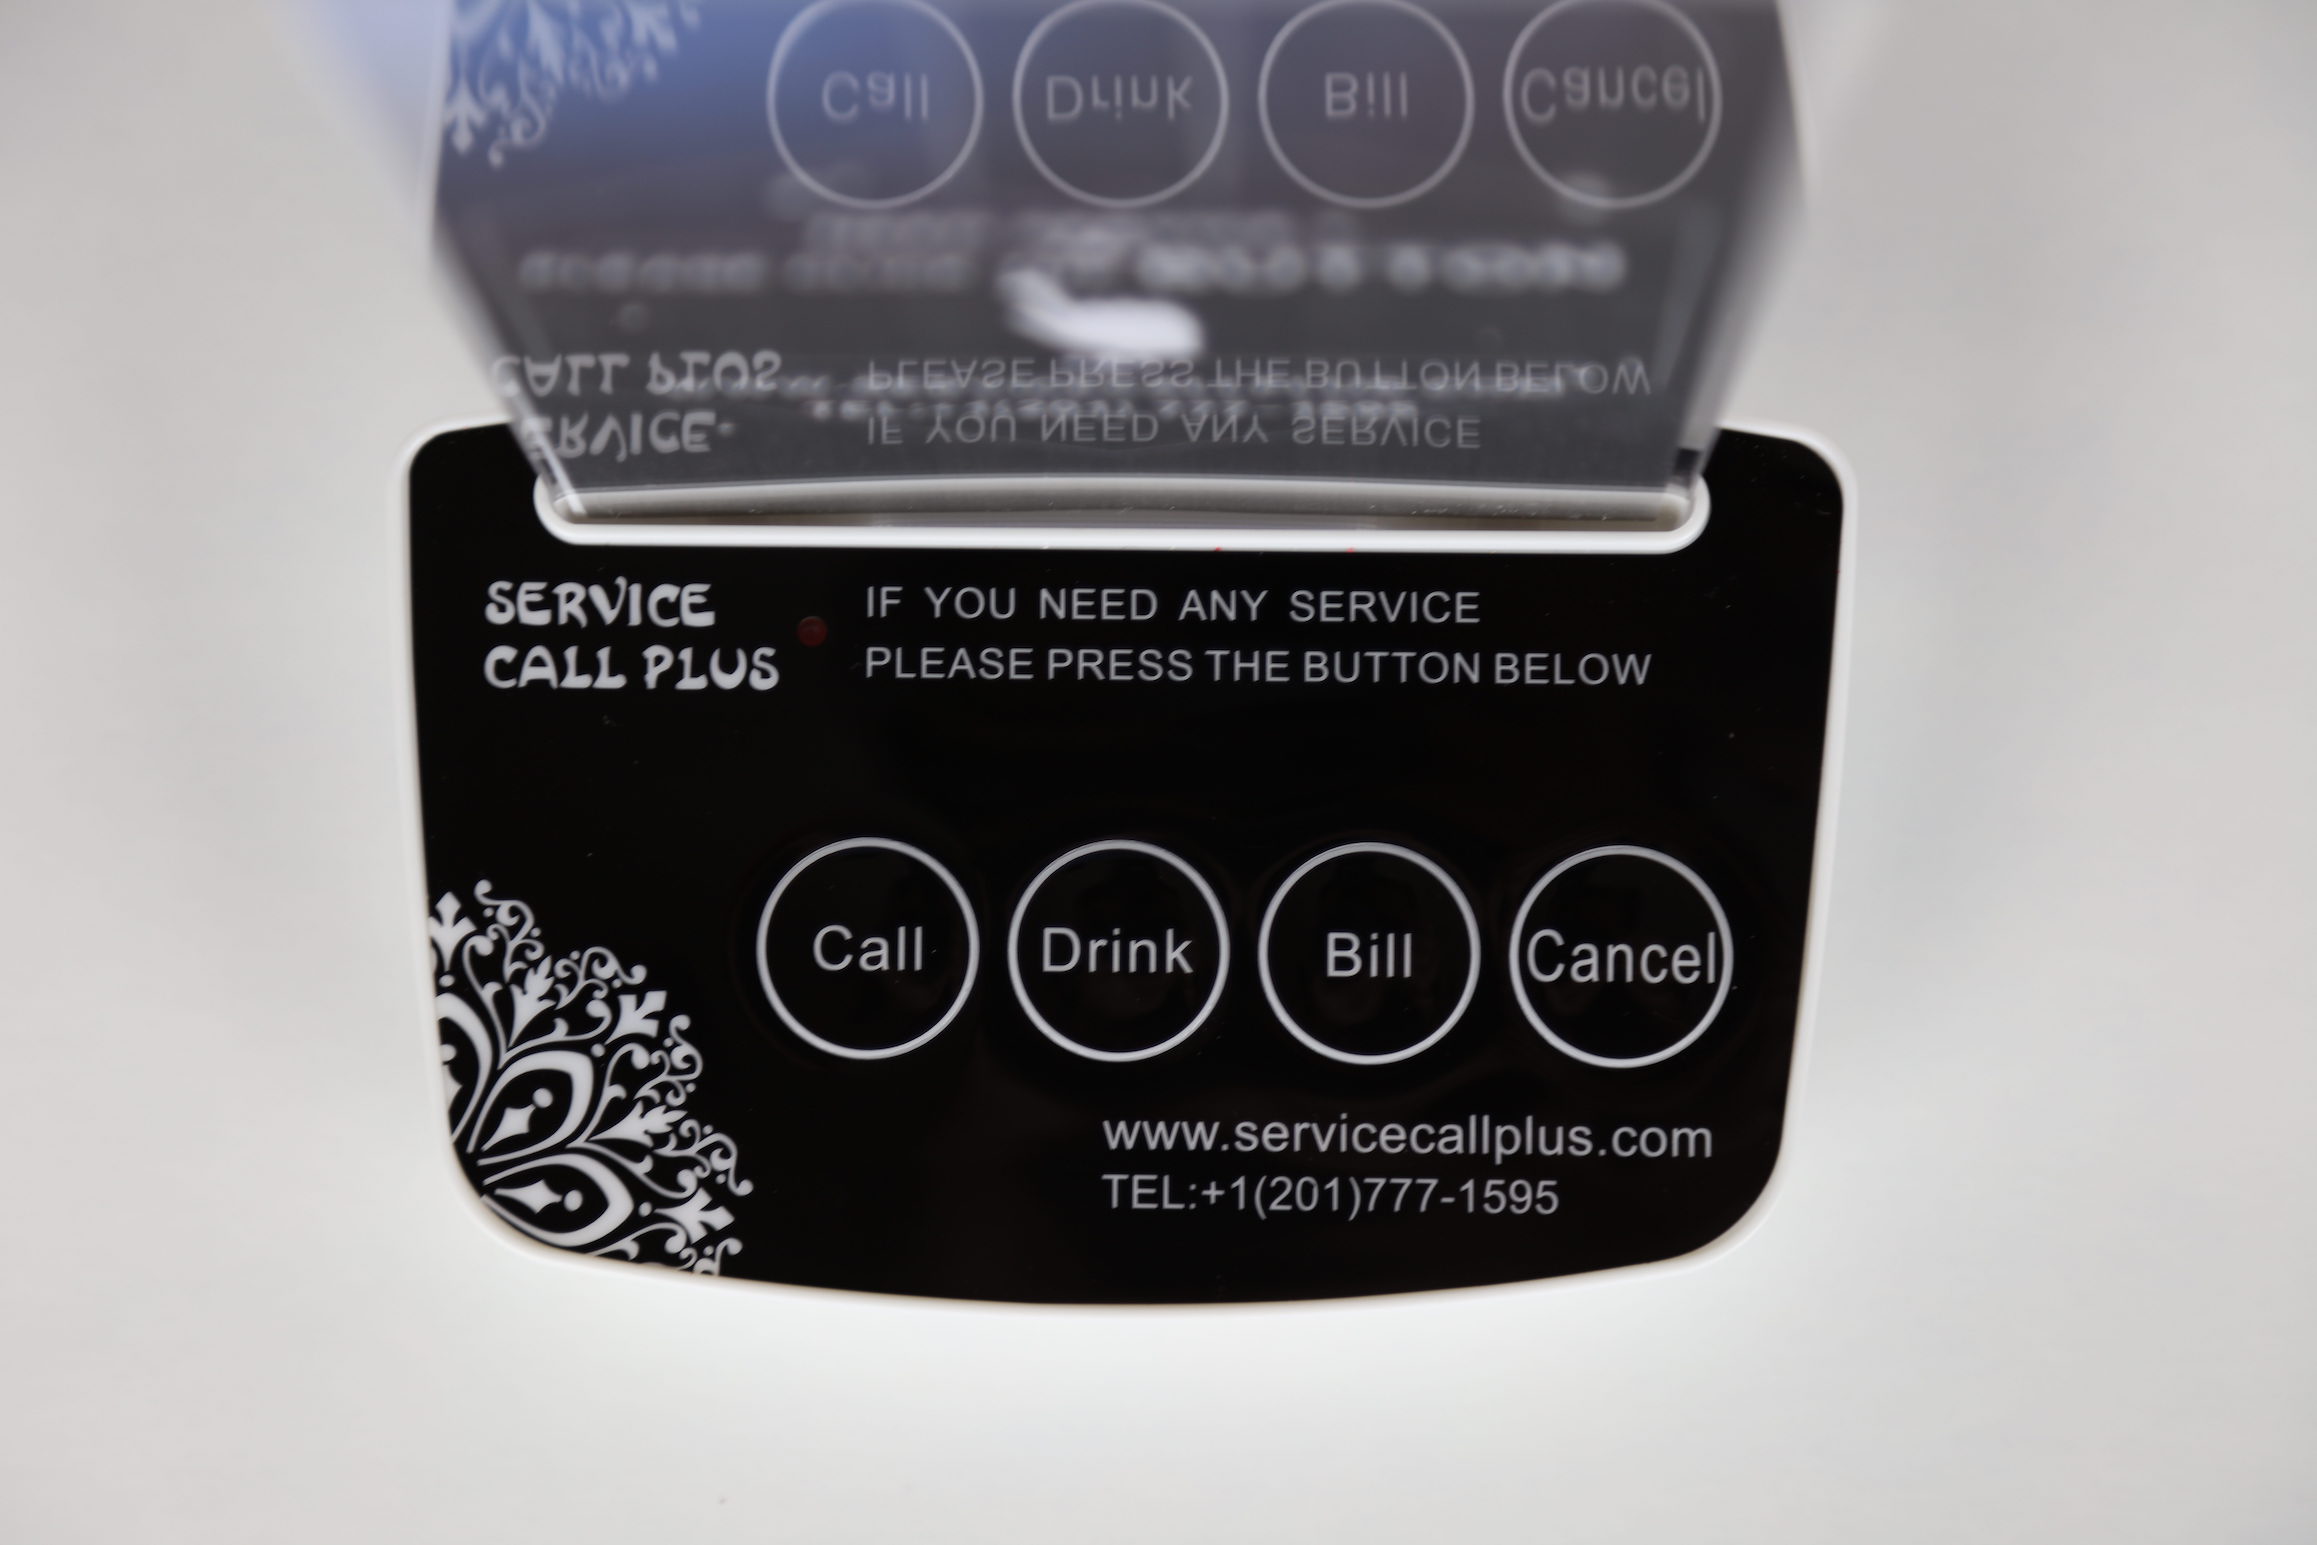 SERVICE
CALL PLUS
IF YOU NEED ANY SERVICE
PLEASE PRESS THE BUTTON BELOW
Call
Drink
Bill
Cancel
www.servicecallplus.com
TEL:+1(201)777-1595